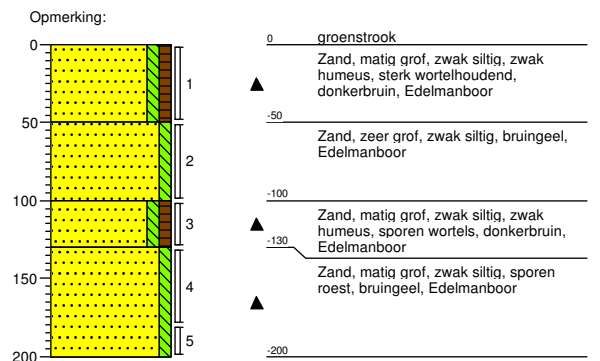 Opmerking:
0
50
100
150
200
1
2
3
4
5
0 groenstrook
Zand, matig grof, zwak siltig, zwak
humeus, sterk wortelhoudend,
donkerbruin, Edelmanboor
-50
Zand, zeer grof, zwak siltig, bruingeel,
Edelmanboor
-100
Zand, matig grof, zwak siltig, zwak
humeus, sporen wortels, donkerbruin,
Edelmanboor
-130
Zand, matig grof, zwak siltig, sporen
roest, bruingeel, Edelmanboor
-200